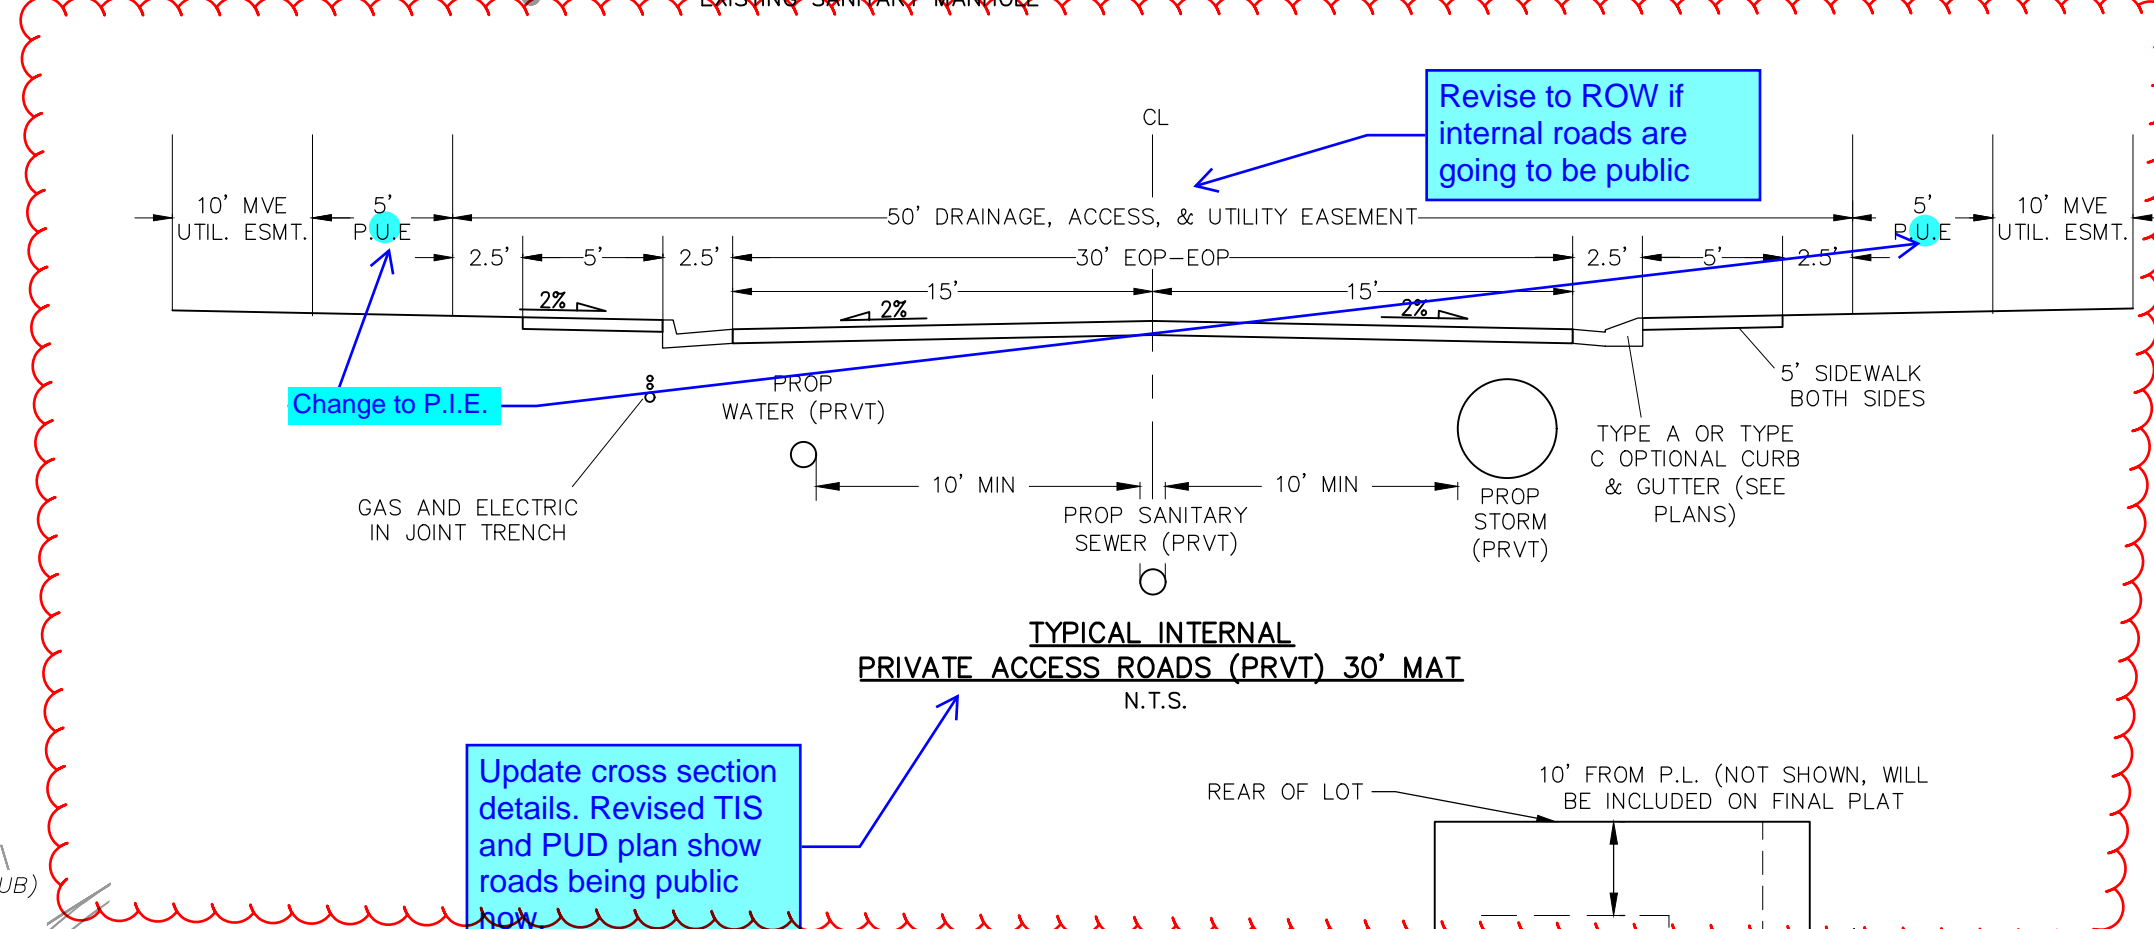 EXISTING SANITARY MANHOLE
Revise to ROW if
internal roads are
going to be public
CL
10' MVE
UTIL. ESMT.
5'
P.U.E
50' DRAINAGE, ACCESS, & UTILITY EASEMENT
5'
P.U.E
10' MVE
UTIL. ESMT.
2.5'
5'
2.5'
30' EOP-EOP
2.5'
5'
2.5'
15'
15'
2%
2%
2%
Change to P.I.E.
PROP
WATER (PRVT)
5' SIDEWALK
BOTH SIDES
TYPE A OR TYPE
C OPTIONAL CURB
& GUTTER (SEE
PLANS)
GAS AND ELECTRIC
IN JOINT TRENCH
10' MIN
10' MIN
PROP SANITARY
SEWER (PRVT)
PROP
STORM
(PRVT)
TYPICAL INTERNAL
PRIVATE ACCESS ROADS (PRVT) 30' MAT
N.T.S.
Update cross section
details. Revised TIS
and PUD plan show
roads being public
now.
REAR OF LOT
10' FROM P.L. (NOT SHOWN, WILL
BE INCLUDED ON FINAL PLAT
UB)